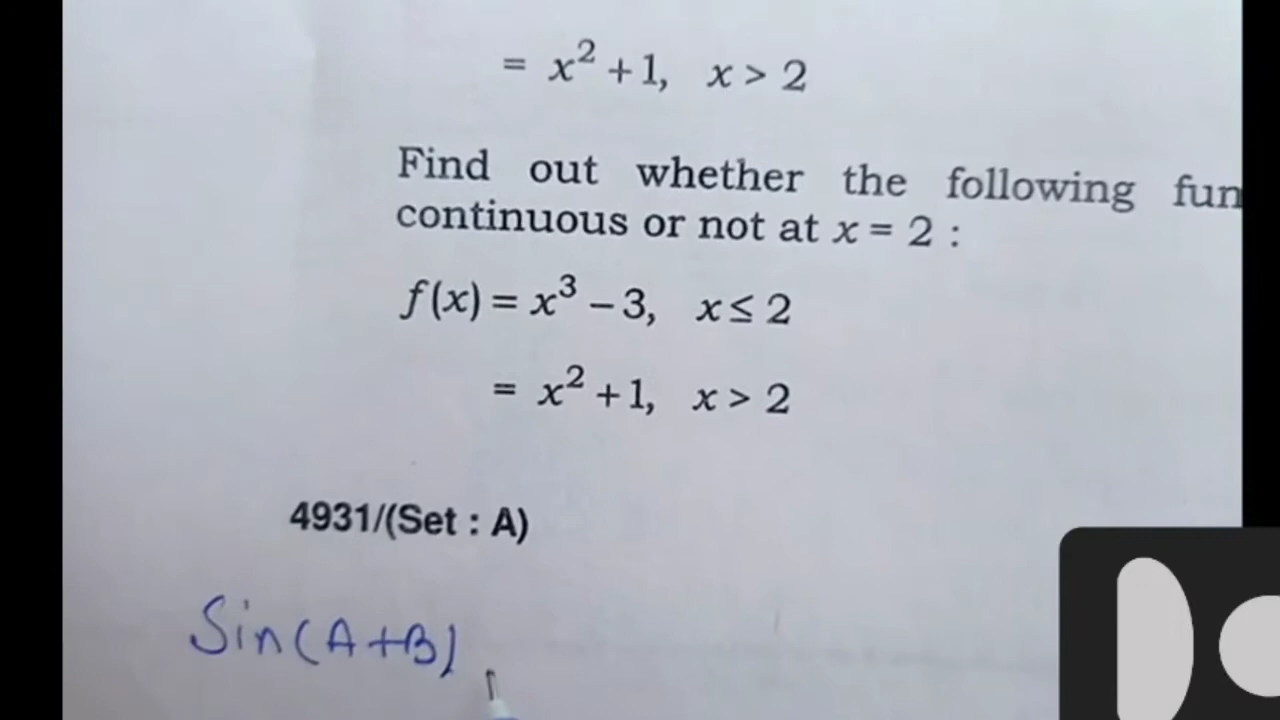 = x² + 1, x > 2
Find out whether the following fun
continuous or not at x = 2 :
f(x) = x³ – 3, x ≤ 2
= x² + 1, x > 2
4931/(Set : A)
Sin(A+B)